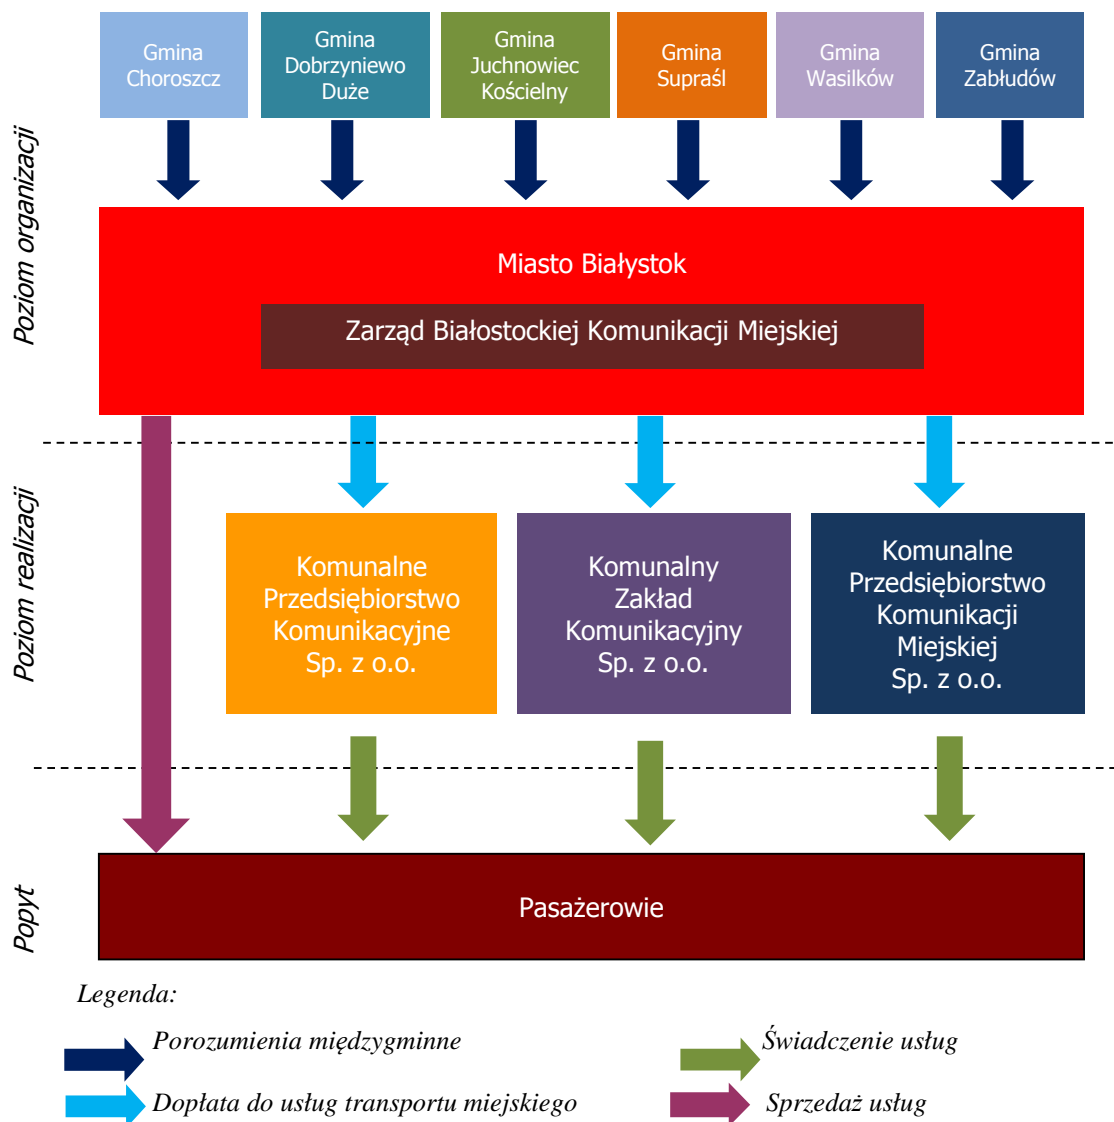 Gmina
Choroszcz
Gmina
Dobrzyniewo
Duże
Gmina
Juchnowiec
Kościelny
Gmina
Supraśl
Gmina
Wasilków
Gmina
Zabłudów
Poziom organizacji
Miasto Białystok
Zarząd Białostockiej Komunikacji Miejskiej
Poziom realizacji
Komunalne
Przedsiębiorstwo
Komunikacyjne
Sp. z o.o.
Komunalny
Zakład
Komunikacyjny
Sp. z o.o.
Komunalne
Przedsiębiorstwo
Komunikacji
Miejskiej
Sp. z o.o.
Popyt
Pasażerowie
Legenda:
Porozumienia międzygminne
Świadczenie usług
Dopłata do usług transportu miejskiego
Sprzedaż usług